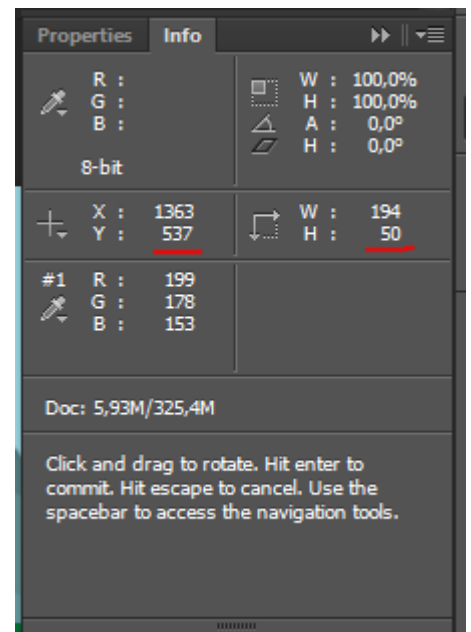 Properties Info
R :
G :
B :
8-bit
W : 100,0%
H : 100,0%
A : 0,0º
H : 0,0º
X : 1363
Y : 537
W : 194
H : 50
#1 R : 199
G : 178
B : 153
Doc: 5,93M/325,4M
Click and drag to rotate. Hit enter to
commit. Hit escape to cancel. Use the
spacebar to access the navigation tools.